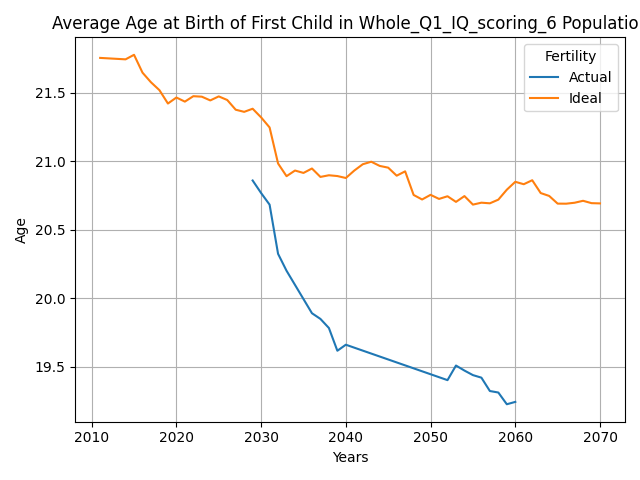 Average Age at Birth of First Child in Whole_Q1_IQ_scoring_6 Populatio
Fertility
Actual
Ideal
21.5
21.0
20.5
20.0
19.5
Age
2010 2020 2030 2040 2050 2060 2070
Years